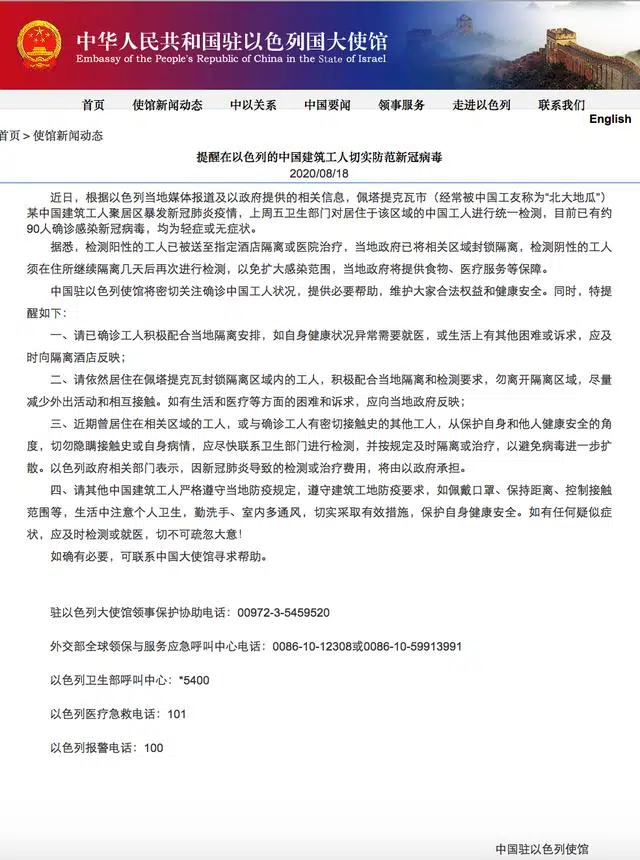 中华人民共和国驻以色列国大使馆
Embassy of the People's Republic of China in the State of Israel
首页 使馆新闻动态 中以关系 中国要闻 领事服务 走进以色列 联系我们
English
首页 > 使馆新闻动态
提醒在以色列的中国建筑工人切实防范新冠病毒
2020/08/18
近日，根据以色列当地媒体报道及以政府提供的相关信息，佩塔提克瓦市（经常被中国工友称为“北大地瓜”）
某中国建筑工人聚居区暴发新冠肺炎疫情，上周五卫生部门对居住于该区域的中国工人进行统一检测，目前已有约
90人确诊感染新冠病毒，均为轻症或无症状。
据悉，检测阳性的工人已被送至指定酒店隔离或医院治疗，当地政府已将相关区域封锁隔离，检测阴性的工人
须在住所继续隔离几天后再次进行检测，以免扩大感染范围，当地政府将提供食物、医疗服务等保障。
中国驻以色列使馆将密切关注确诊中国工人状况，提供必要帮助，维护大家合法权益和健康安全。同时，特提
醒如下：
一、请已确诊工人积极配合当地隔离安排，如自身健康状况异常需要就医，或生活上有其他困难或诉求，应及
时向隔离酒店反映；
二、请依然居住在佩塔提克瓦封锁隔离区域内的工人，积极配合当地隔离和检测要求，勿离开隔离区域，尽量
减少外出活动和相互接触。如有生活和医疗等方面的困难和诉求，应向当地政府反映；
三、近期曾居住在相关区域的工人，或与确诊工人有密切接触史的其他工人，从保护自身和他人健康安全的角
度，切勿隐瞒接触史或自身病情，应尽快联系卫生部门进行检测，并按规定及时隔离或治疗，以避免病毒进一步扩
散。以色列政府相关部门表示，因新冠肺炎导致的检测或治疗费用，将由以政府承担。
四、请其他中国建筑工人严格遵守当地防疫规定，遵守建筑工地防疫要求，如佩戴口罩、保持距离、控制接触
范围等，生活中注意个人卫生，勤洗手、室内多通风，切实采取有效措施，保护自身健康安全。如有任何疑似症
状，应及时检测或就医，切不可疏忽大意！
如确有必要，可联系中国大使馆寻求帮助。
驻以色列大使馆领事保护协助电话：00972-3-5459520
外交部全球领保与服务应急呼叫中心电话：0086-10-12308或0086-10-59913991
以色列卫生部呼叫中心：*5400
以色列医疗急救电话：101
以色列报警电话：100
中国驻以色列使馆